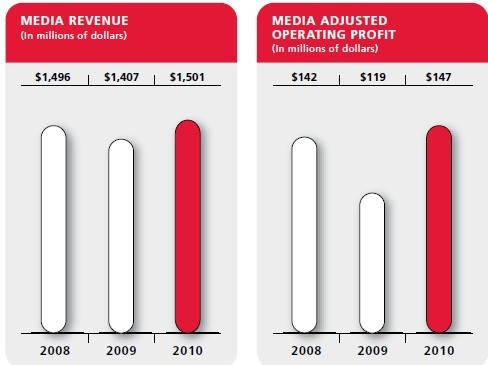 MEDIA REVENUE
(In millions of dollars)
$1,496 $1,407 $1,501
2008 2009 2010
MEDIA ADJUSTED
OPERATING PROFIT
(In millions of dollars)
$142 $119 $147
2008 2009 2010